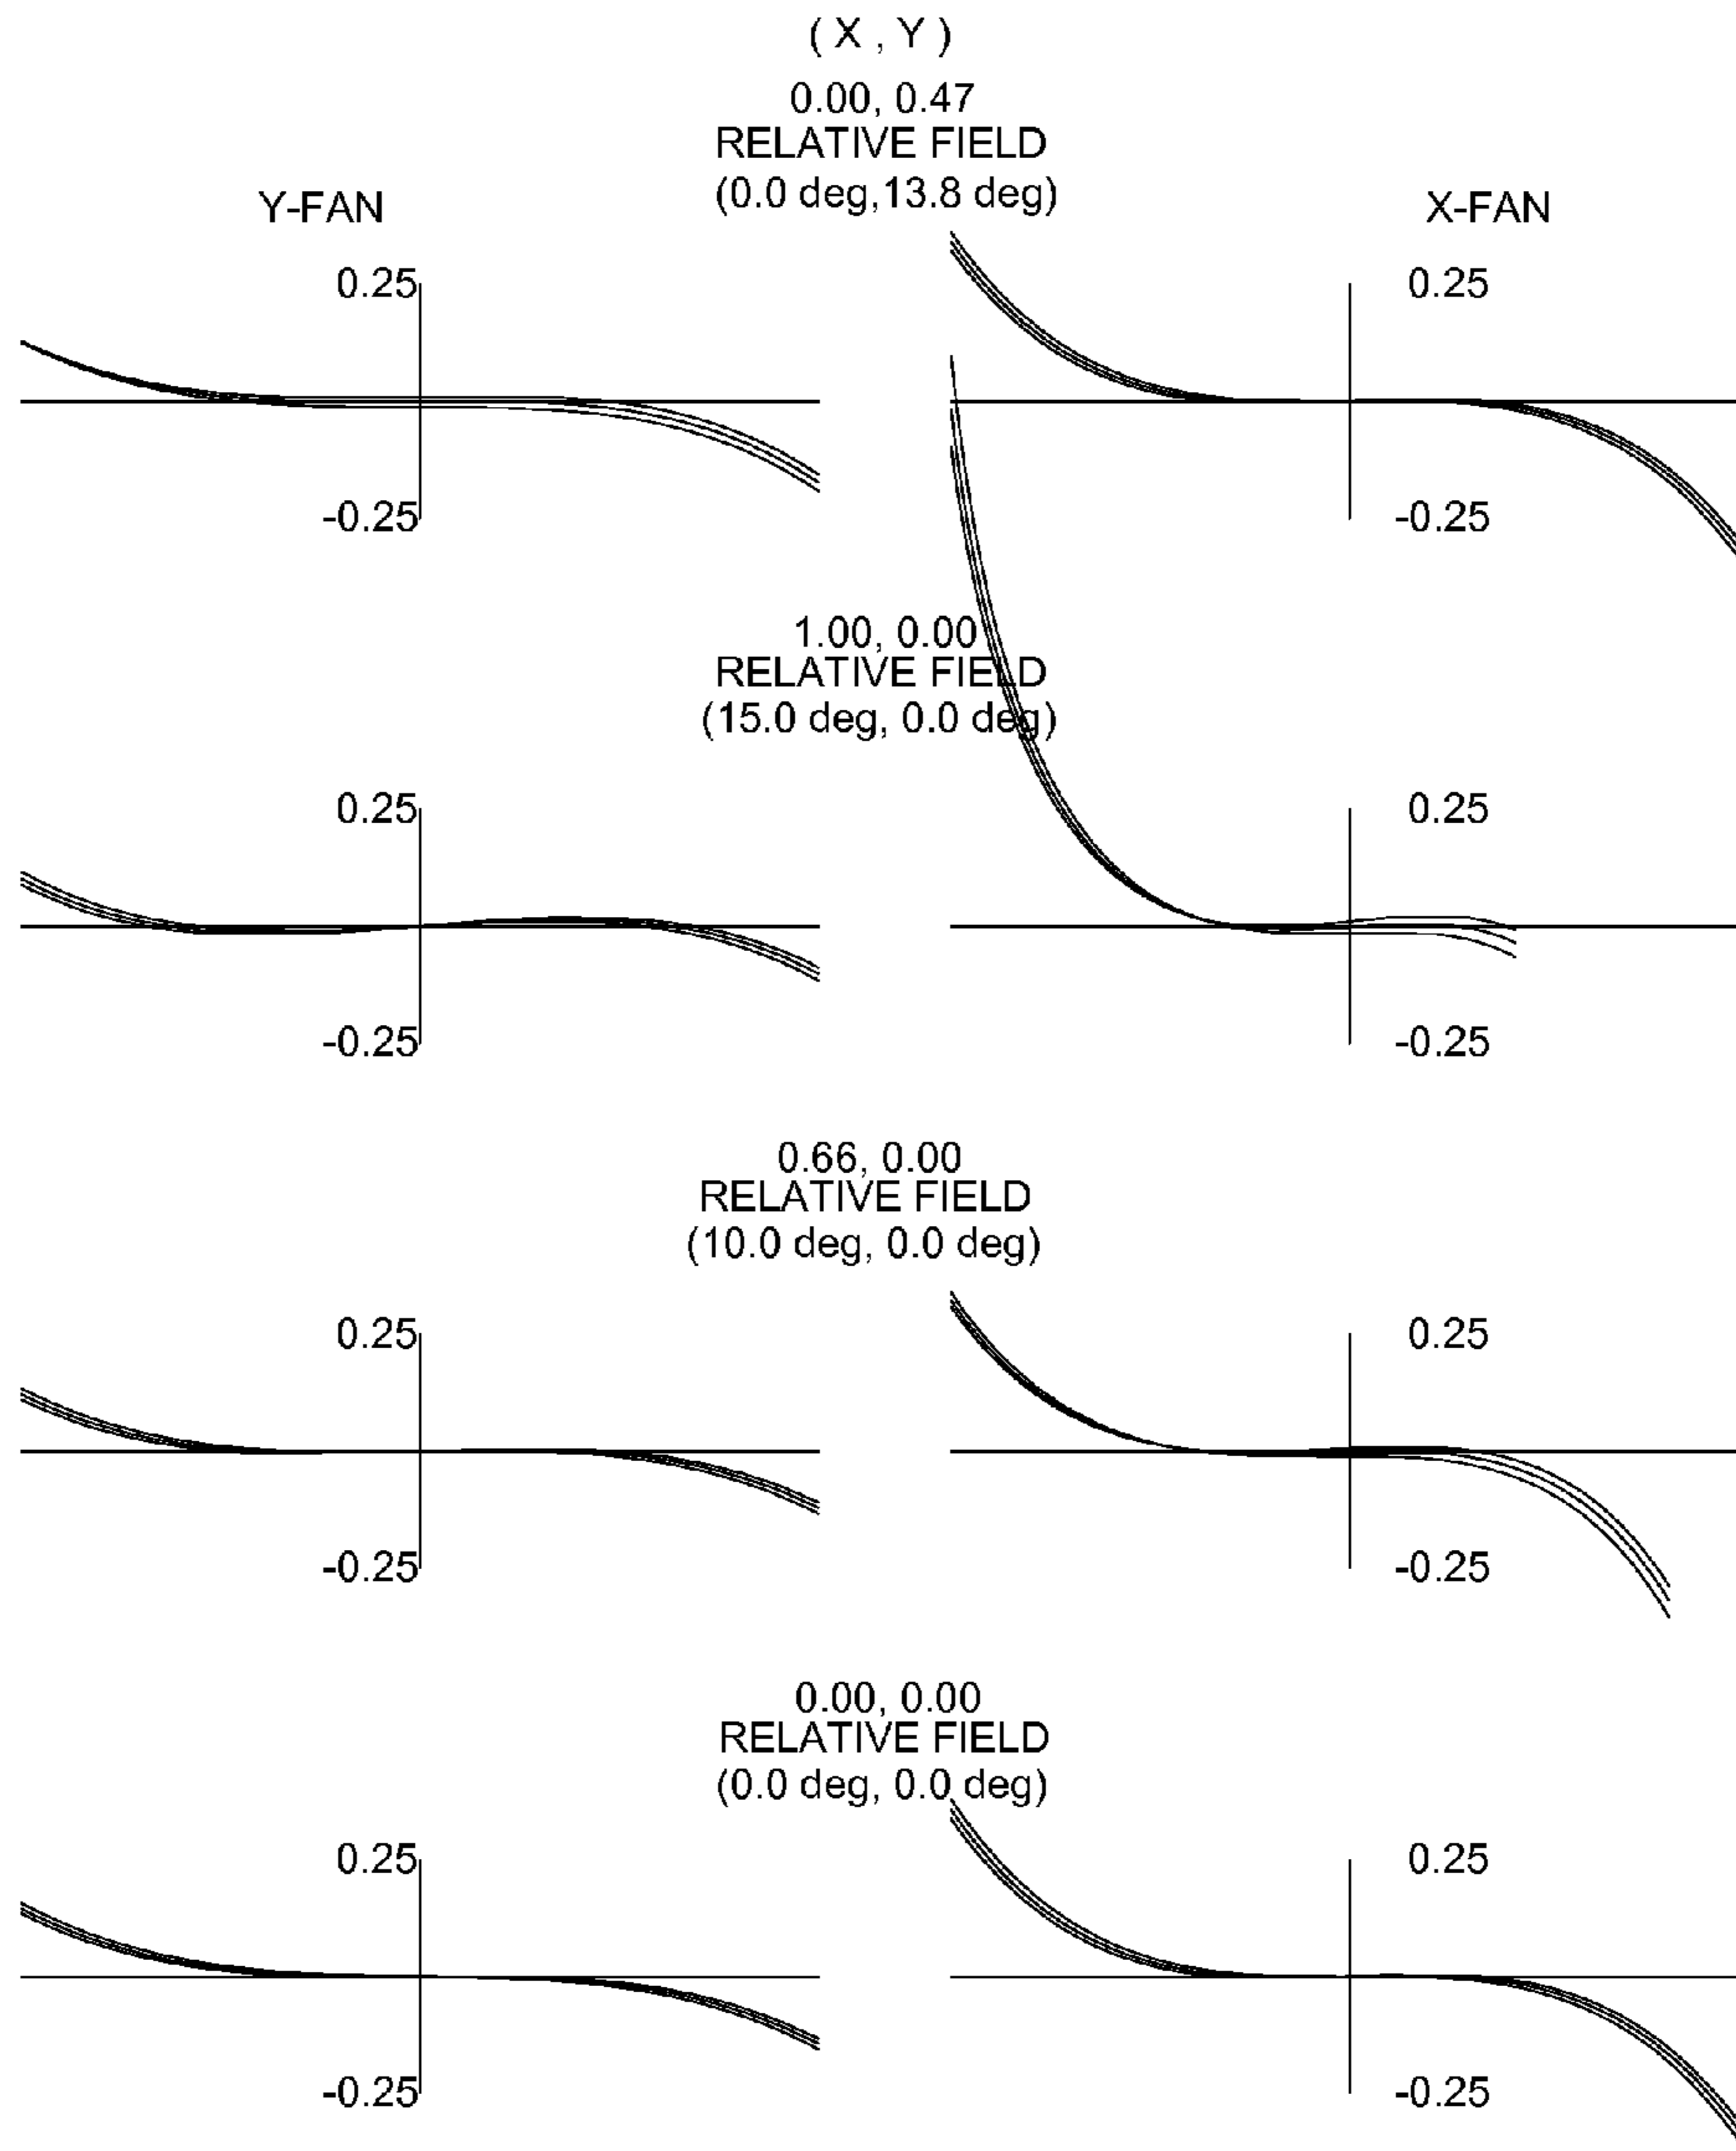 ( X , Y )
0.00, 0.47
RELATIVE FIELD
(0.0 deg,13.8 deg)
Y-FAN
X-FAN
0.25
0.25
-0.25
-0.25
1.00, 0.00
RELATIVE FIELD
(15.0 deg, 0.0 deg)
0.25
0.25
-0.25
-0.25
0.66, 0.00
RELATIVE FIELD
(10.0 deg, 0.0 deg)
0.25
0.25
-0.25
-0.25
0.00, 0.00
RELATIVE FIELD
(0.0 deg, 0.0 deg)
0.25
0.25
-0.25
-0.25